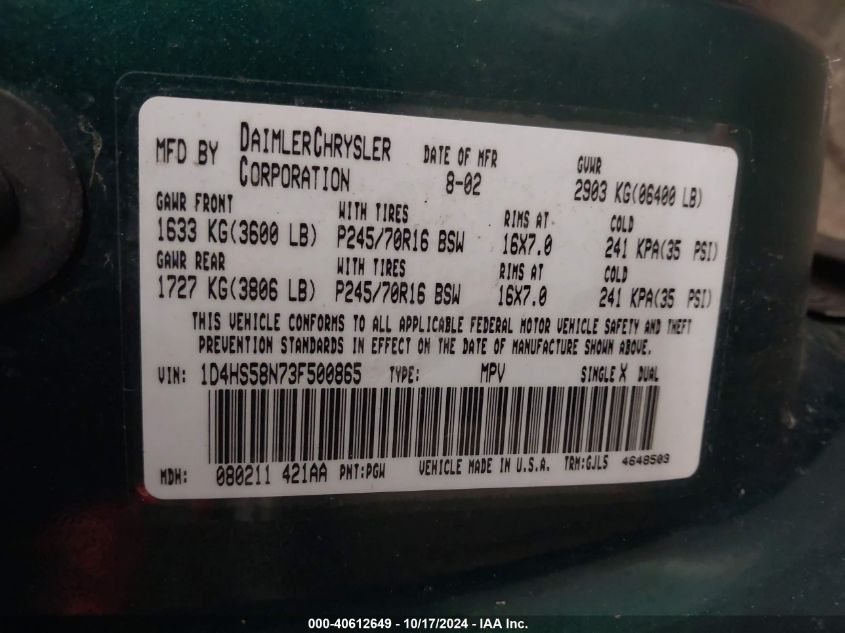 MFD BY DAIMLERCHRYSLER CORPORATION DATE OF MFR 8-02 GVWR 2903 KG(06400 LB)
GAWR FRONT WITH TIRES RIMS AT COLD
1633 KG(3600 LB) P245/70R16 BSW 16X7.0 241 KPA(35 PSI)
GAWR REAR WITH TIRES RIMS AT COLD
1727 KG(3806 LB) P245/70R16 BSW 16X7.0 241 KPA(35 PSI)
THIS VEHICLE CONFORMS TO ALL APPLICABLE FEDERAL MOTOR VEHICLE SAFETY AND THEFT
PREVENTION STANDARDS IN EFFECT ON THE DATE OF MANUFACTURE SHOWN ABOVE.
VIN: 1D4HS58N73F500865 TYPE: MPV SINGLE X DUAL
MDH: 080211 421AA PNT:PGW VEHICLE MADE IN U.S.A. TRM:GJL5 4648503
000-40612649 - 10/17/2024 - IAA Inc.